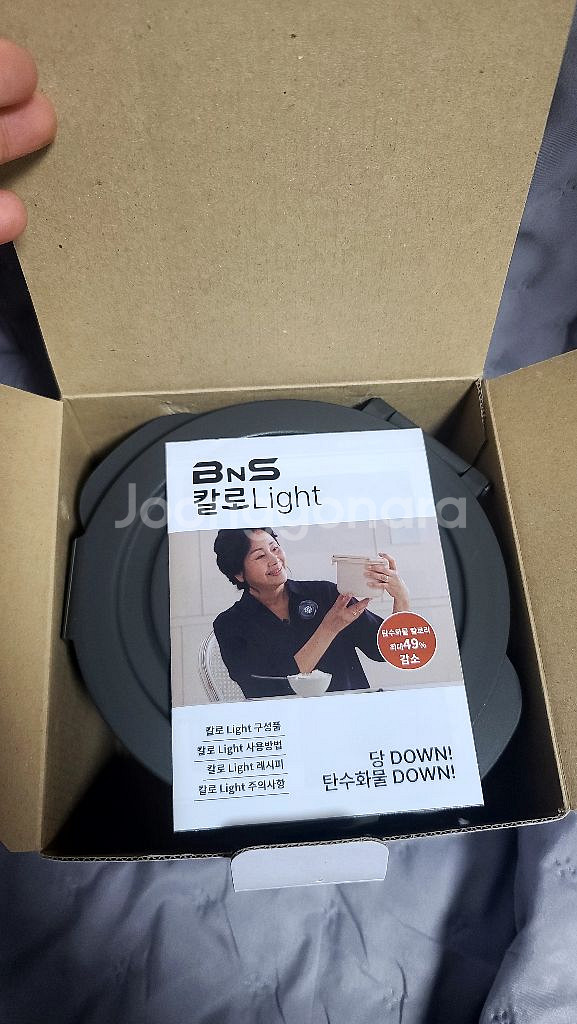 BNS
칼로Light
Joonggonara
탄수화물 칼로리
최대49%
감소
칼로 Light 구성품
칼로 Light 사용방법
칼로 Light 레시피
칼로 Light 주의사항
당 DOWN!
탄수화물 DOWN!